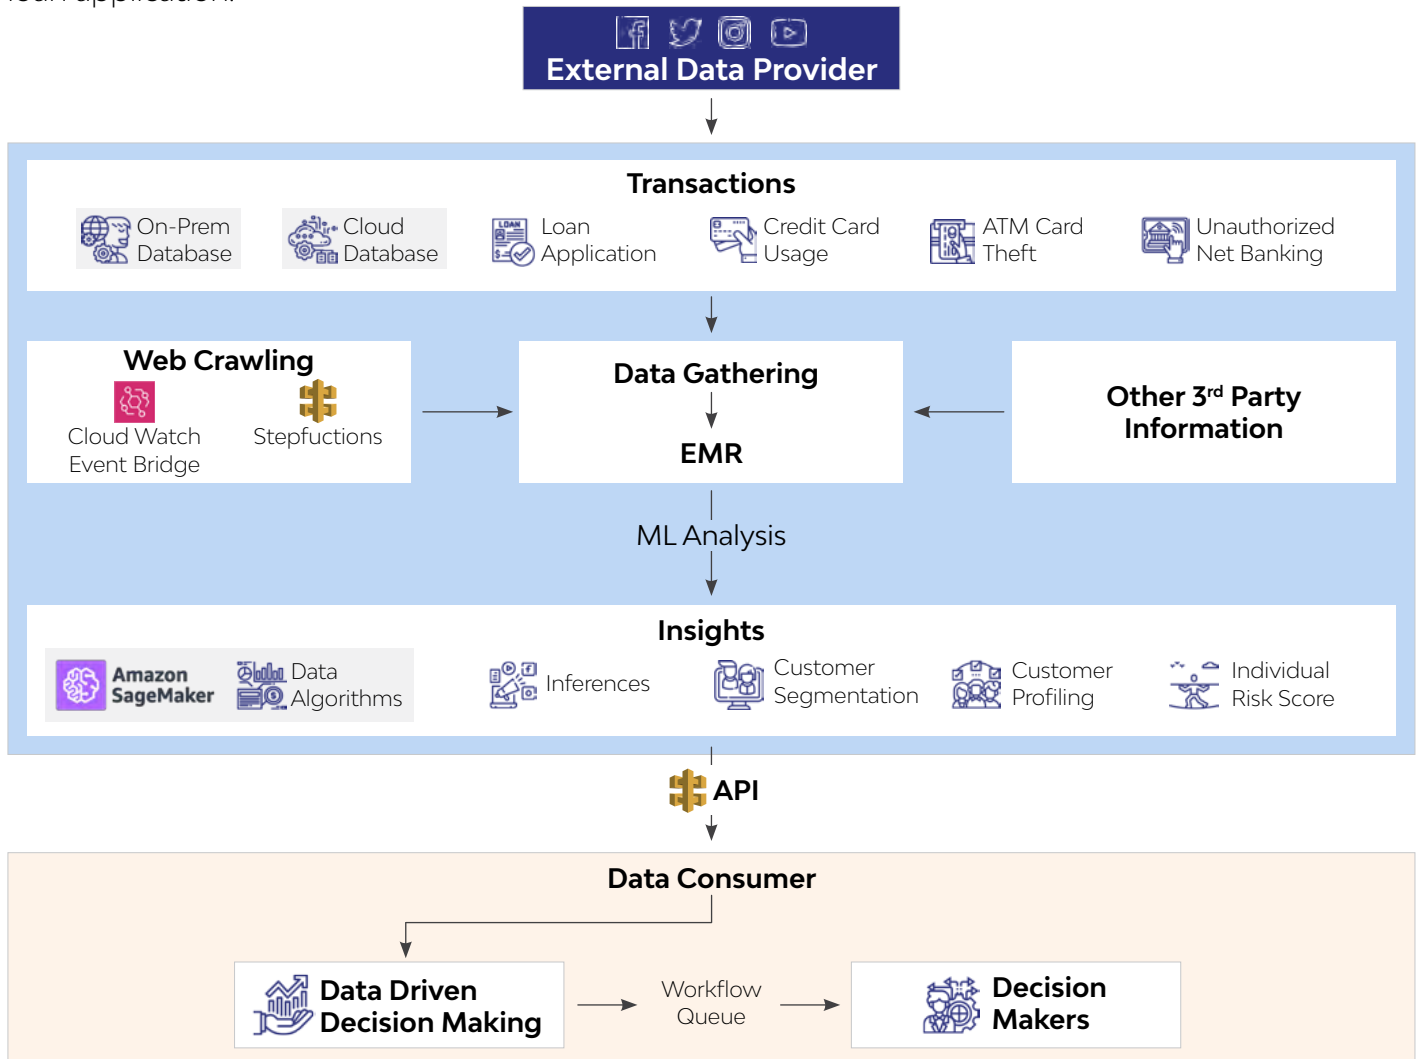 loan application.
External Data Provider
Transactions
On-Prem
Database
Cloud
Database
LOAN
Loan
Application
Credit Card
Usage
ATM Card
Theft
Unauthorized
Net Banking
Web Crawling
Cloud Watch
Event Bridge
Stepfuctions
Data Gathering
EMR
Other 3rd Party
Information
ML Analysis
Insights
Amazon
SageMaker
Data
Algorithms
Inferences
Customer
Segmentation
Customer
Profiling
Individual
Risk Score
API
Data Consumer
Data Driven
Decision Making
Workflow
Queue
Decision
Makers